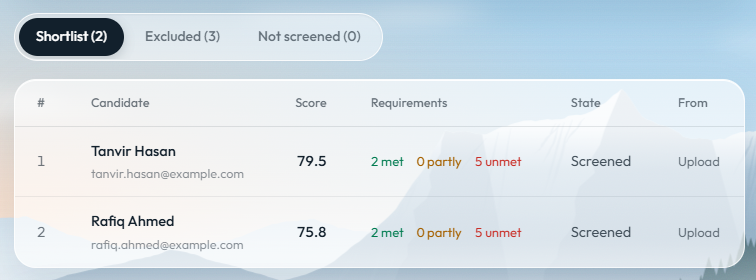 Shortlist (2) Excluded (3) Not screened (0)
# Candidate Score Requirements State From
1 Tanvir Hasan 79.5 2 met 0 partly 5 unmet Screened Upload
tanvir.hasan@example.com
2 Rafiq Ahmed 75.8 2 met 0 partly 5 unmet Screened Upload
rafiq.ahmed@example.com